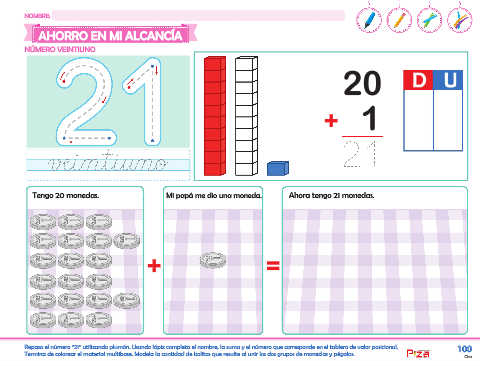 NOMBRE
AHORRO EN MI ALCANCÍA
NÚMERO VEINTIUNO
21
veintiuno
20
+ 1
21
D U
Tengo 20 monedas.
Mi papá me dio una moneda.
Ahora tengo 21 monedas.
+ =
Repasa el número "21" utilizando plumón. Usando lápiz completa el nombre, la suma y el número que corresponde en el tablero de valor posicional.
Termina de colorear el material multibase. Modela la cantidad de bolitas que resulte al unir los dos grupos de monedas y pégalas.
100